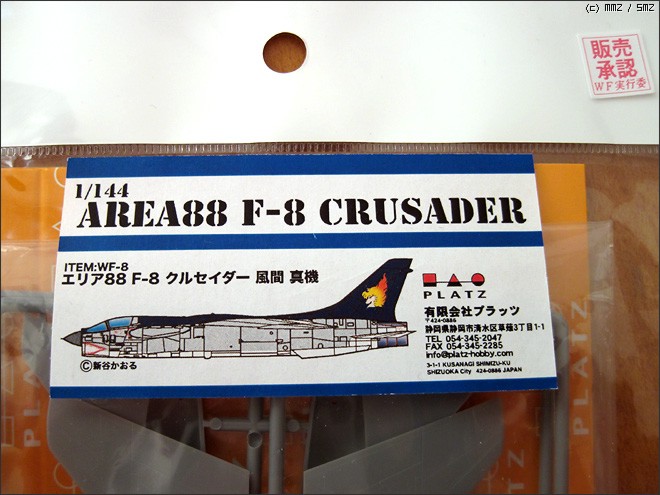 (c) MMZ / SMZ
販売
承認
WF実行委
1/144
AREA88 F-8 CRUSADER
ITEM:WF-8
エリア88 F-8 クルセイダー 風間 真機
©新谷かおる
PLATZ
有限会社プラッツ
〒424-0886
静岡県静岡市清水区草薙3丁目1-1
TEL 054-345-2047
FAX 054-345-2285
info@platz-hobby.com
3-1-1 KUSANAGI SHIMIZU-KU
SHIZUOKA City 424-0886 JAPAN
PLATZ
PLATZ
PLATZ